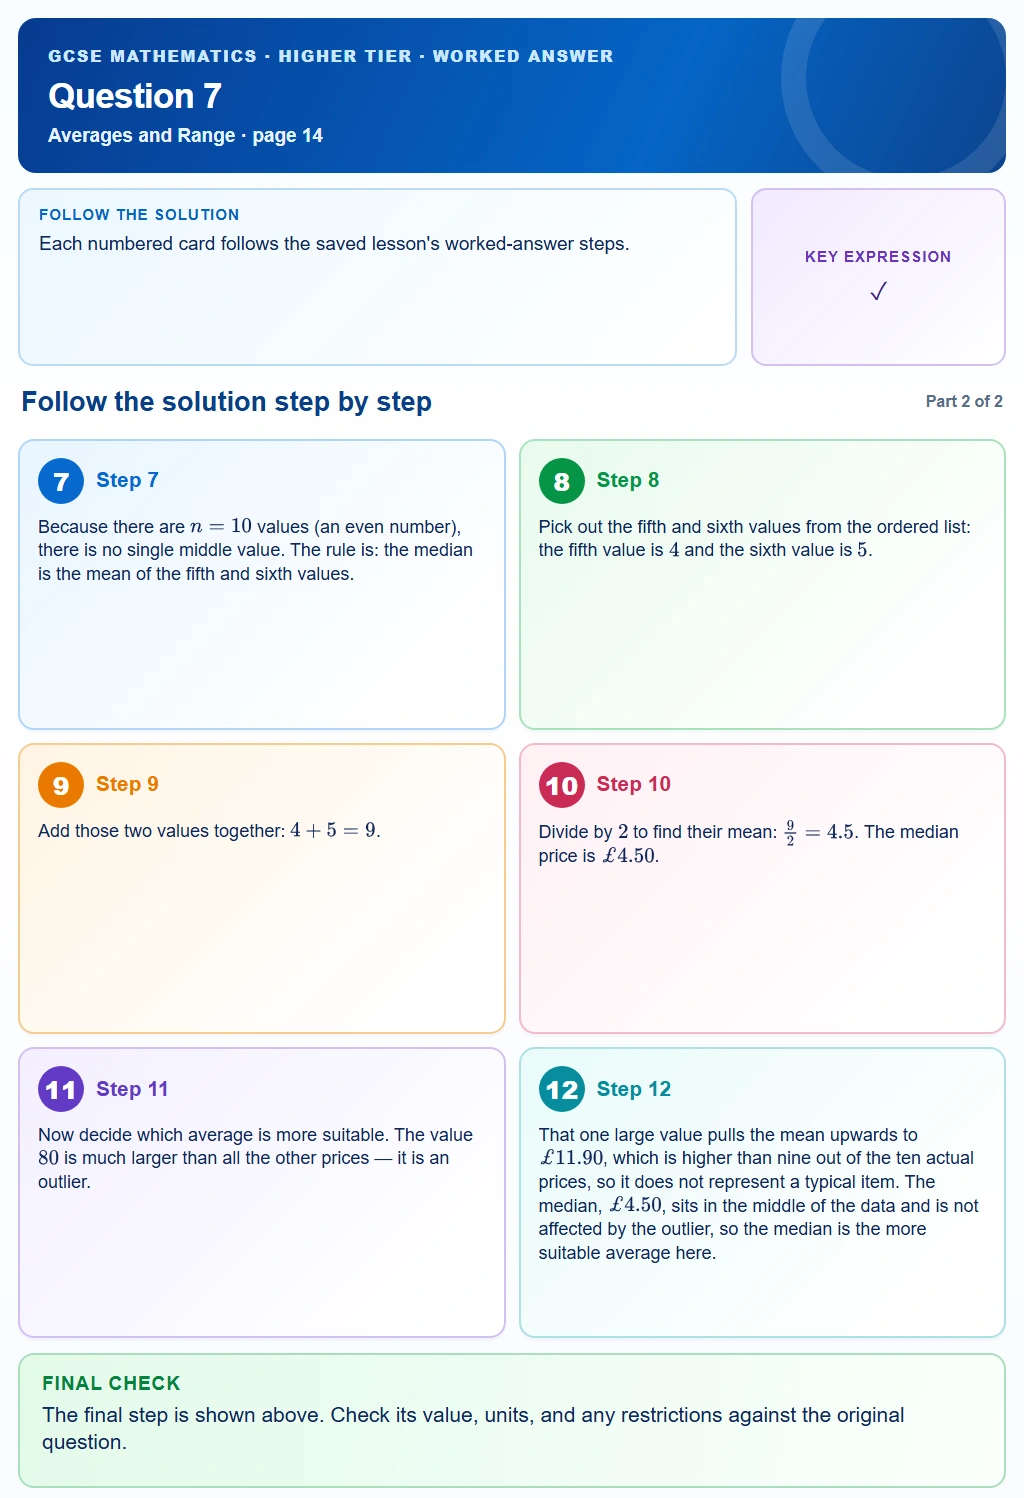 GCSE MATHEMATICS · HIGHER TIER · WORKED ANSWER
Question 7
Averages and Range · page 14
FOLLOW THE SOLUTION
Each numbered card follows the saved lesson's worked-answer steps.
KEY EXPRESSION
✓
Follow the solution step by step
Part 2 of 2
7 Step 7
Because there are n = 10 values (an even number),
there is no single middle value. The rule is: the median
is the mean of the fifth and sixth values.
8 Step 8
Pick out the fifth and sixth values from the ordered list:
the fifth value is 4 and the sixth value is 5.
9 Step 9
Add those two values together: 4 + 5 = 9.
10 Step 10
Divide by 2 to find their mean: 9/2 = 4.5. The median
price is £4.50.
11 Step 11
Now decide which average is more suitable. The value
80 is much larger than all the other prices — it is an
outlier.
12 Step 12
That one large value pulls the mean upwards to
£11.90, which is higher than nine out of the ten actual
prices, so it does not represent a typical item. The
median, £4.50, sits in the middle of the data and is not
affected by the outlier, so the median is the more
suitable average here.
FINAL CHECK
The final step is shown above. Check its value, units, and any restrictions against the original
question.